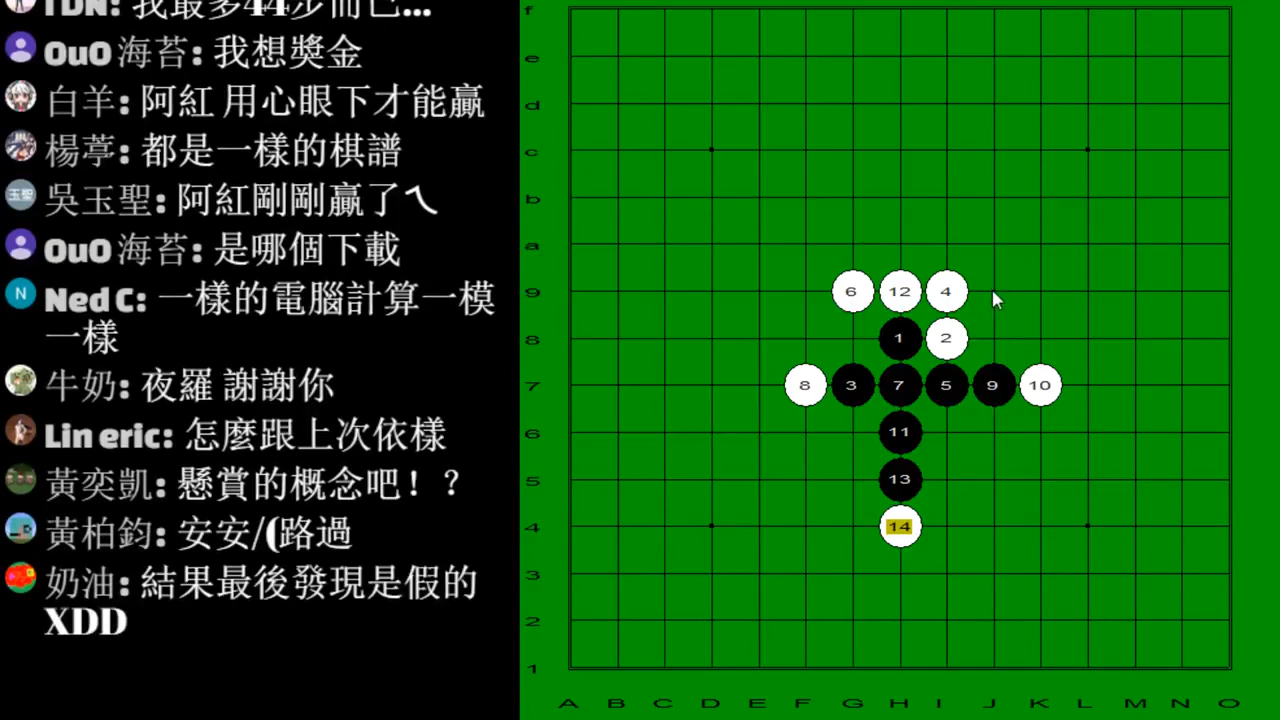 TDN: 我最多44步而已...
OuO 海苔: 我想獎金
白羊: 阿紅 用心眼下才能贏
楊葶: 都是一樣的棋譜
玉聖
吳玉聖: 阿紅剛剛贏了ㄟ
OuO 海苔: 是哪個下載
N
Ned C: 一樣的電腦計算一模
一樣
牛奶: 夜羅 謝謝你
Lin eric: 怎麼跟上次依樣
黃奕凱: 懸賞的概念吧！？
黃柏鈞: 安安/(路過
奶油: 結果最後發現是假的
XDD
f
e
d
c
b
a
9 6 12 4
8 1 2
7 8 3 7 5 9 10
6 11
5 13
4 14
3
2
1
A B C D E F G H I J K L M N O